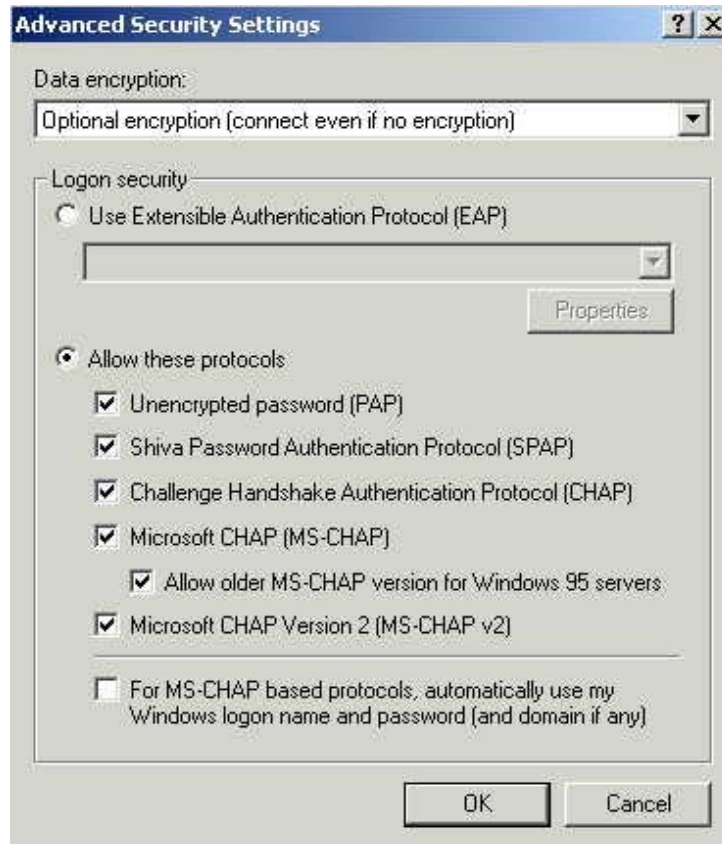 Advanced Security Settings
Data encryption:
Optional encryption (connect even if no encryption)
Logon security
Use Extensible Authentication Protocol (EAP)
Properties
Allow these protocols
Unencrypted password (PAP)
Shiva Password Authentication Protocol (SPAP)
Challenge Handshake Authentication Protocol (CHAP)
Microsoft CHAP (MS-CHAP)
Allow older MS-CHAP version for Windows 95 servers
Microsoft CHAP Version 2 (MS-CHAP v2)
For MS-CHAP based protocols, automatically use my
Windows logon name and password (and domain if any)
OK Cancel